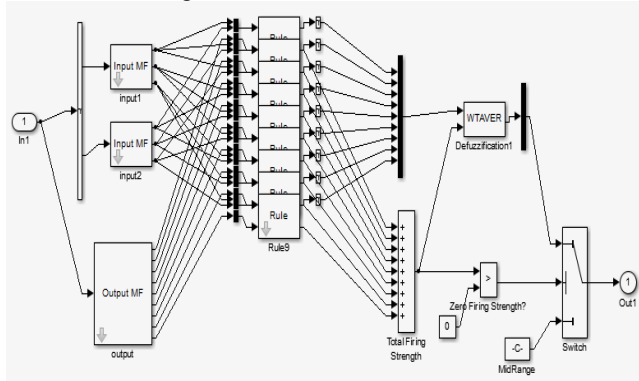 Rule
Rule
Rule
Rule
Rule
Rule
Rule
Rule
Rule
Rule9
Input MF
input1
Input MF
input2
1
In1
Output MF
output
WTAVER
Defuzzification1
+
+
+
+
+
+
+
+
+
Total Firing
Strength
>
Zero Firing Strength?
0
-C-
MidRange
Switch
1
Out1